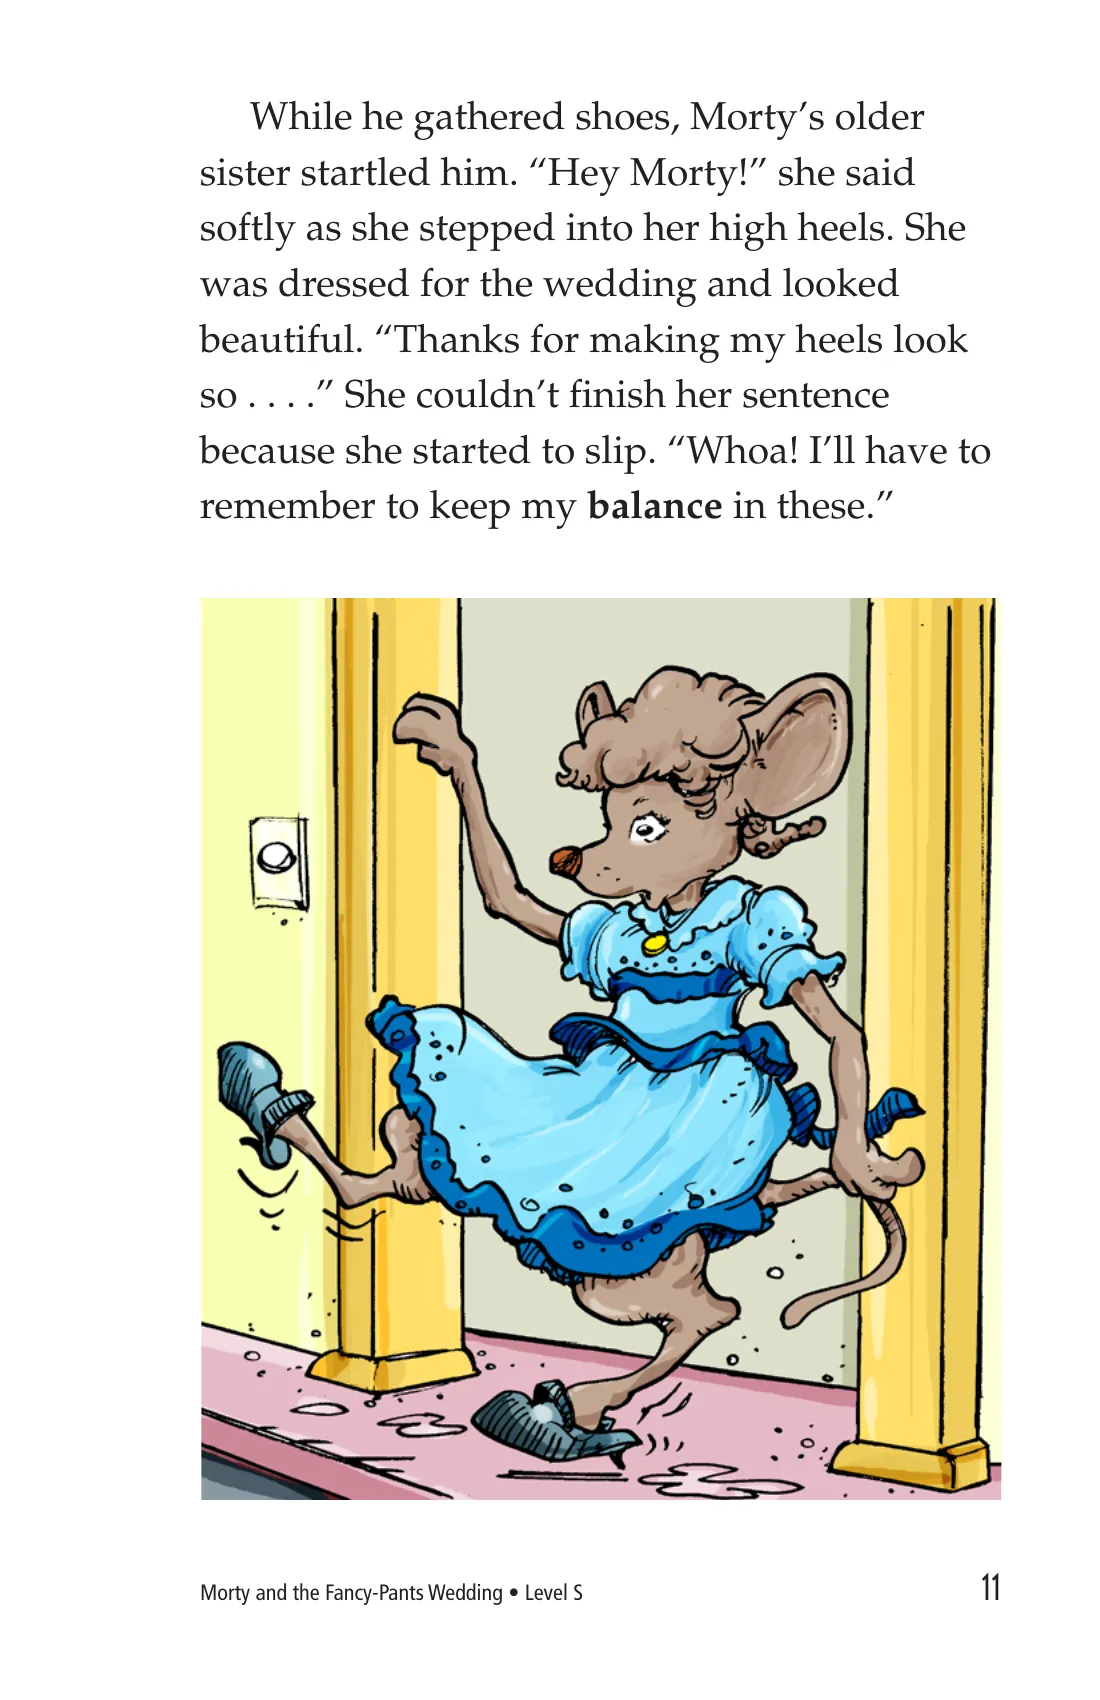 While he gathered shoes, Morty’s older
sister startled him. “Hey Morty!” she said
softly as she stepped into her high heels. She
was dressed for the wedding and looked
beautiful. “Thanks for making my heels look
so . . . .” She couldn’t finish her sentence
because she started to slip. “Whoa! I’ll have to
remember to keep my balance in these.”
Morty and the Fancy-Pants Wedding • Level S
11